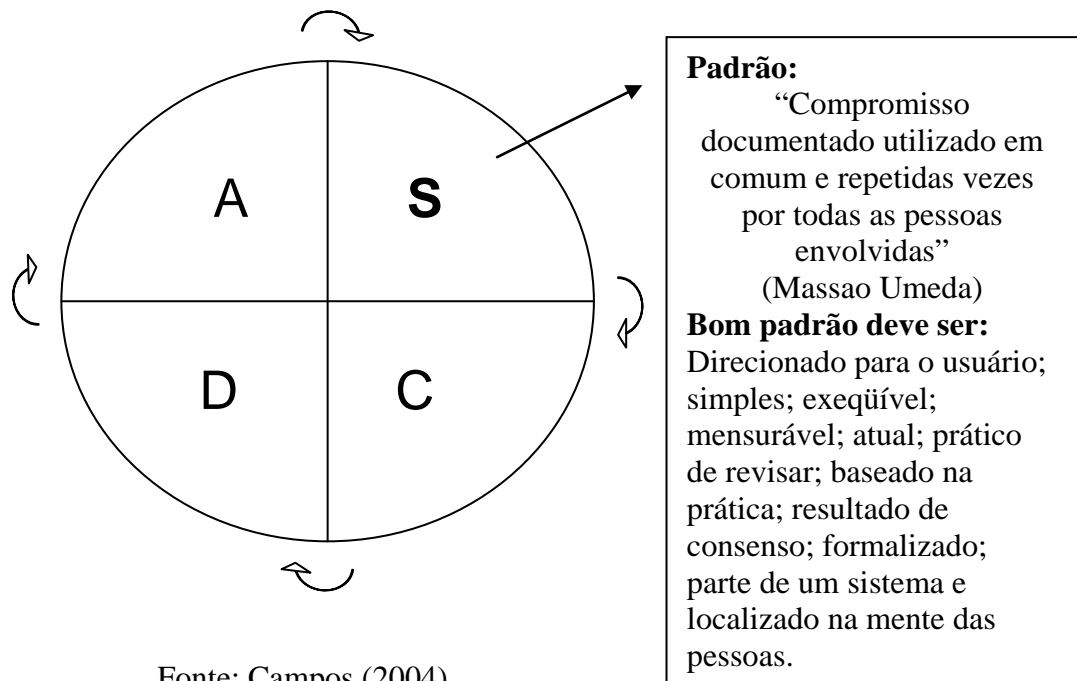 A
S
D
C
Padrão:
“Compromisso
documentado utilizado em
comum e repetidas vezes
por todas as pessoas
envolvidas”
(Massao Umeda)
Bom padrão deve ser:
Direcionado para o usuário;
simples; exeqüível;
mensurável; atual; prático
de revisar; baseado na
prática; resultado de
consenso; formalizado;
parte de um sistema e
localizado na mente das
pessoas.
Fonte: Campos (2004)